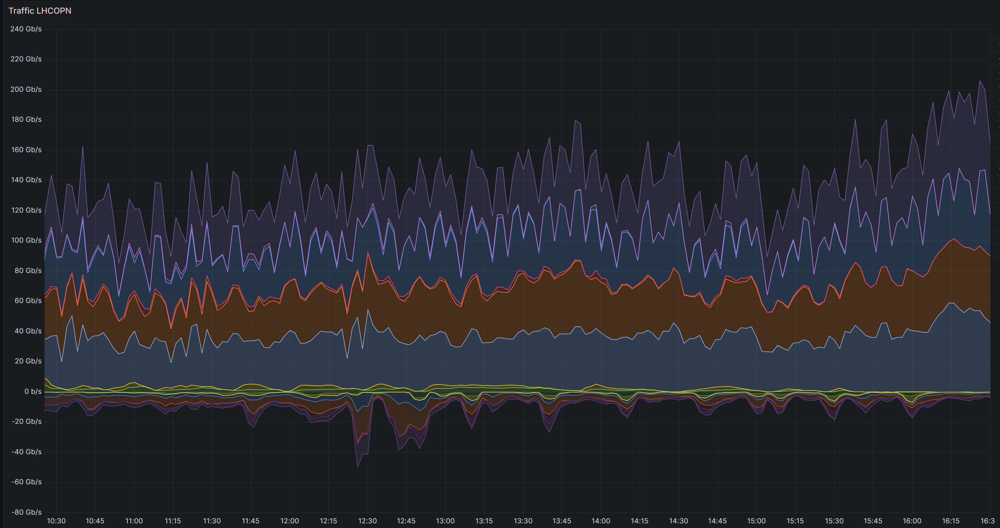 Traffic LHCOPN
240 Gb/s
220 Gb/s
200 Gb/s
180 Gb/s
160 Gb/s
140 Gb/s
120 Gb/s
100 Gb/s
80 Gb/s
60 Gb/s
40 Gb/s
20 Gb/s
0 b/s
-20 Gb/s
-40 Gb/s
-60 Gb/s
-80 Gb/s
10:30 10:45 11:00 11:15 11:30 11:45 12:00 12:15 12:30 12:45 13:00 13:15 13:30 13:45 14:00 14:15 14:30 14:45 15:00 15:15 15:30 15:45 16:00 16:15 16:3